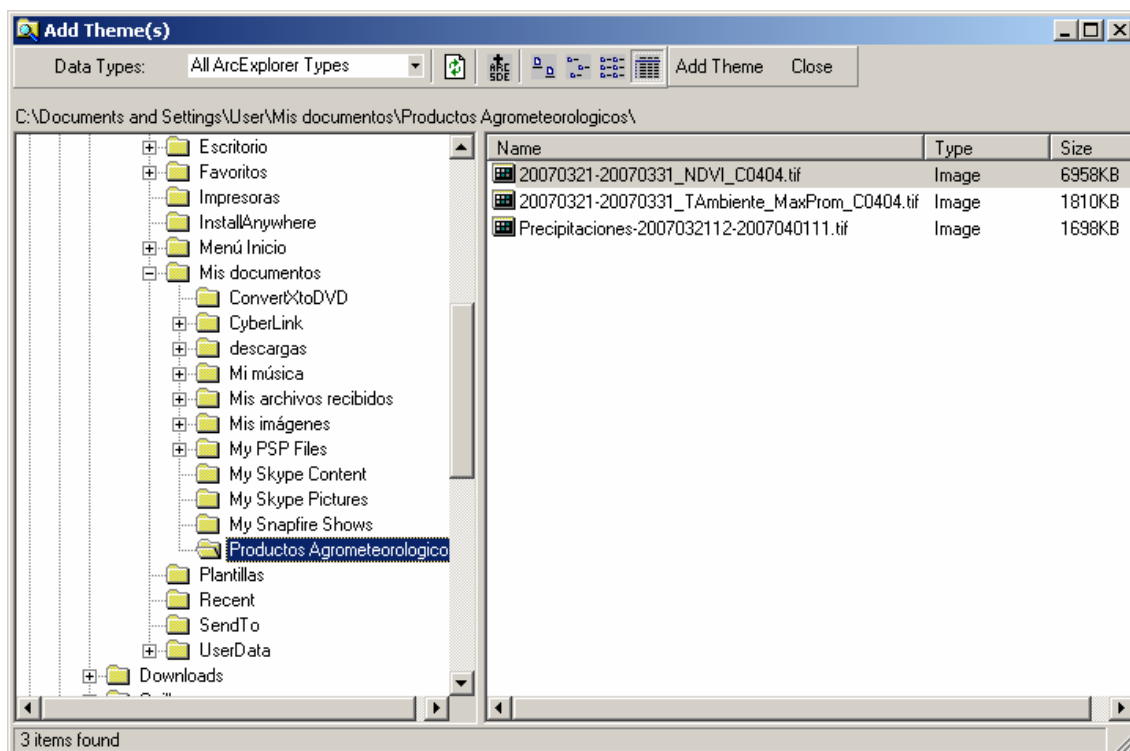 Add Theme(s)
Data Types: All ArcExplorer Types ARC SDE Add Theme Close
C:\Documents and Settings\User\Mis documentos\Productos Agrometeorologicos\
Escritorio
Favoritos
Impresoras
InstallAnywhere
Menú Inicio
Mis documentos
ConvertXtoDVD
CyberLink
descargas
Mi música
Mis archivos recibidos
Mis imágenes
My PSP Files
My Skype Content
My Skype Pictures
My Snapfire Shows
Productos Agrometeorologico
Plantillas
Recent
SendTo
UserData
Downloads
Name Type Size
20070321-20070331_NDVI_C0404.tif Image 6958KB
20070321-20070331_TAmbiente_MaxProm_C0404.tif Image 1810KB
Precipitaciones-2007032112-2007040111.tif Image 1698KB
3 items found